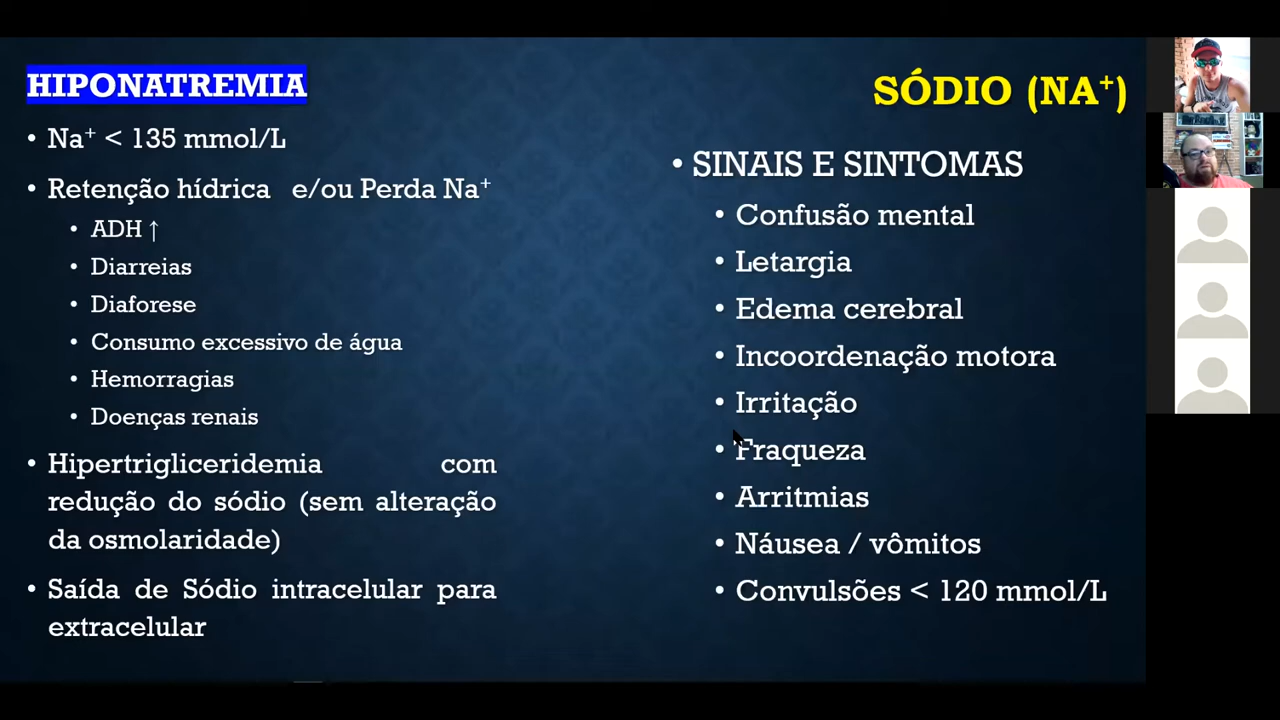 HIPONATREMIA
• Na⁺ < 135 mmol/L
• Retenção hídrica e/ou Perda Na⁺
• ADH ↑
• Diarreias
• Diaforese
• Consumo excessivo de água
• Hemorragias
• Doenças renais
• Hipertrigliceridemia com
redução do sódio (sem alteração
da osmolaridade)
• Saída de Sódio intracelular para
extracelular
SÓDIO (NA⁺)
• SINAIS E SINTOMAS
• Confusão mental
• Letargia
• Edema cerebral
• Incoordenação motora
• Irritação
• Fraqueza
• Arritmias
• Náusea / vômitos
• Convulsões < 120 mmol/L